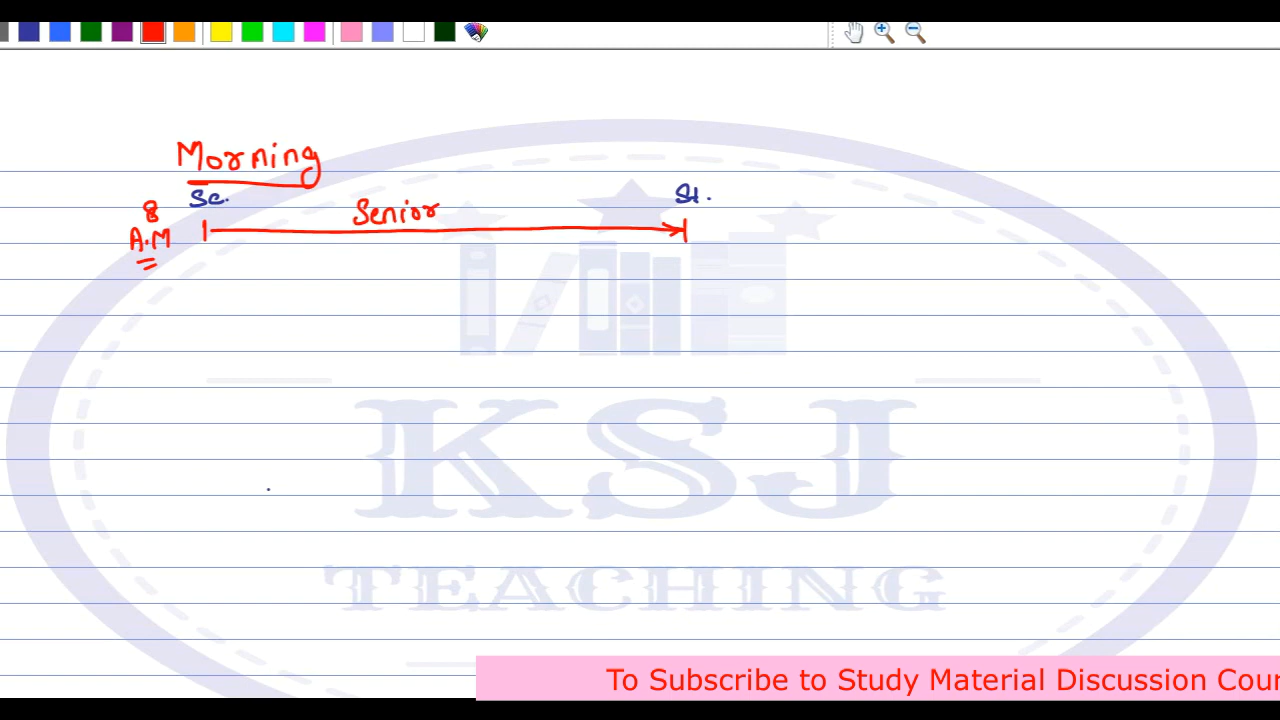 Morning
Sc. St.
8 Senior
A.M
KSJ
TEACHING
To Subscribe to Study Material Discussion Cour